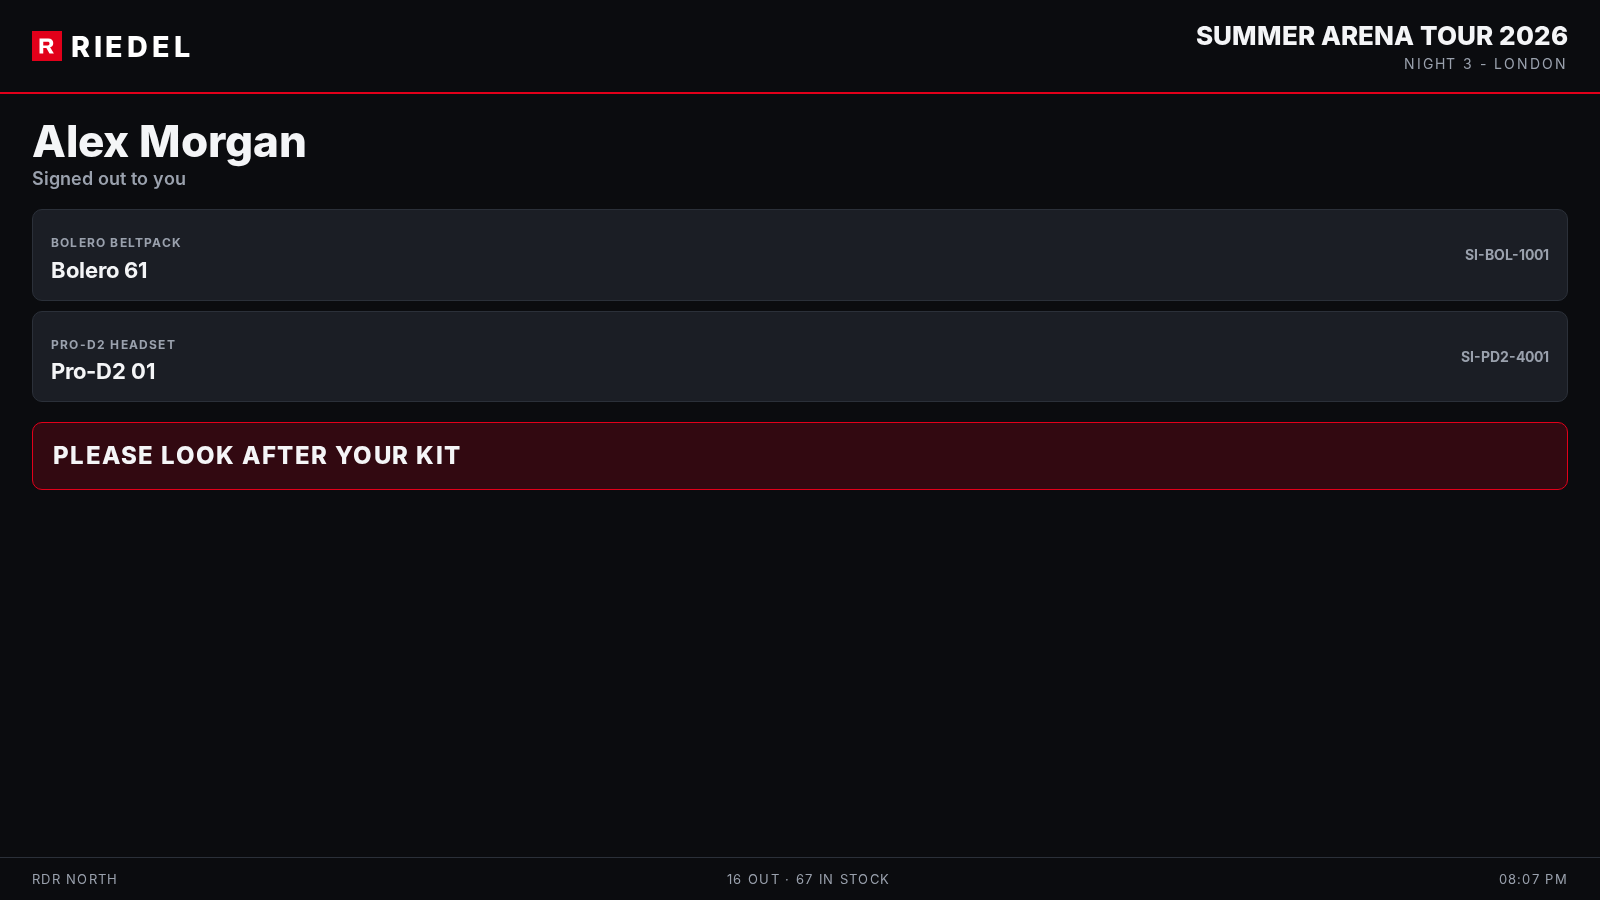 R RIEDEL
SUMMER ARENA TOUR 2026
NIGHT 3 - LONDON
Alex Morgan
Signed out to you
BOLERO BELTPACK
Bolero 61
SI-BOL-1001
PRO-D2 HEADSET
Pro-D2 01
SI-PD2-4001
PLEASE LOOK AFTER YOUR KIT
RDR NORTH
16 OUT · 67 IN STOCK
08:07 PM